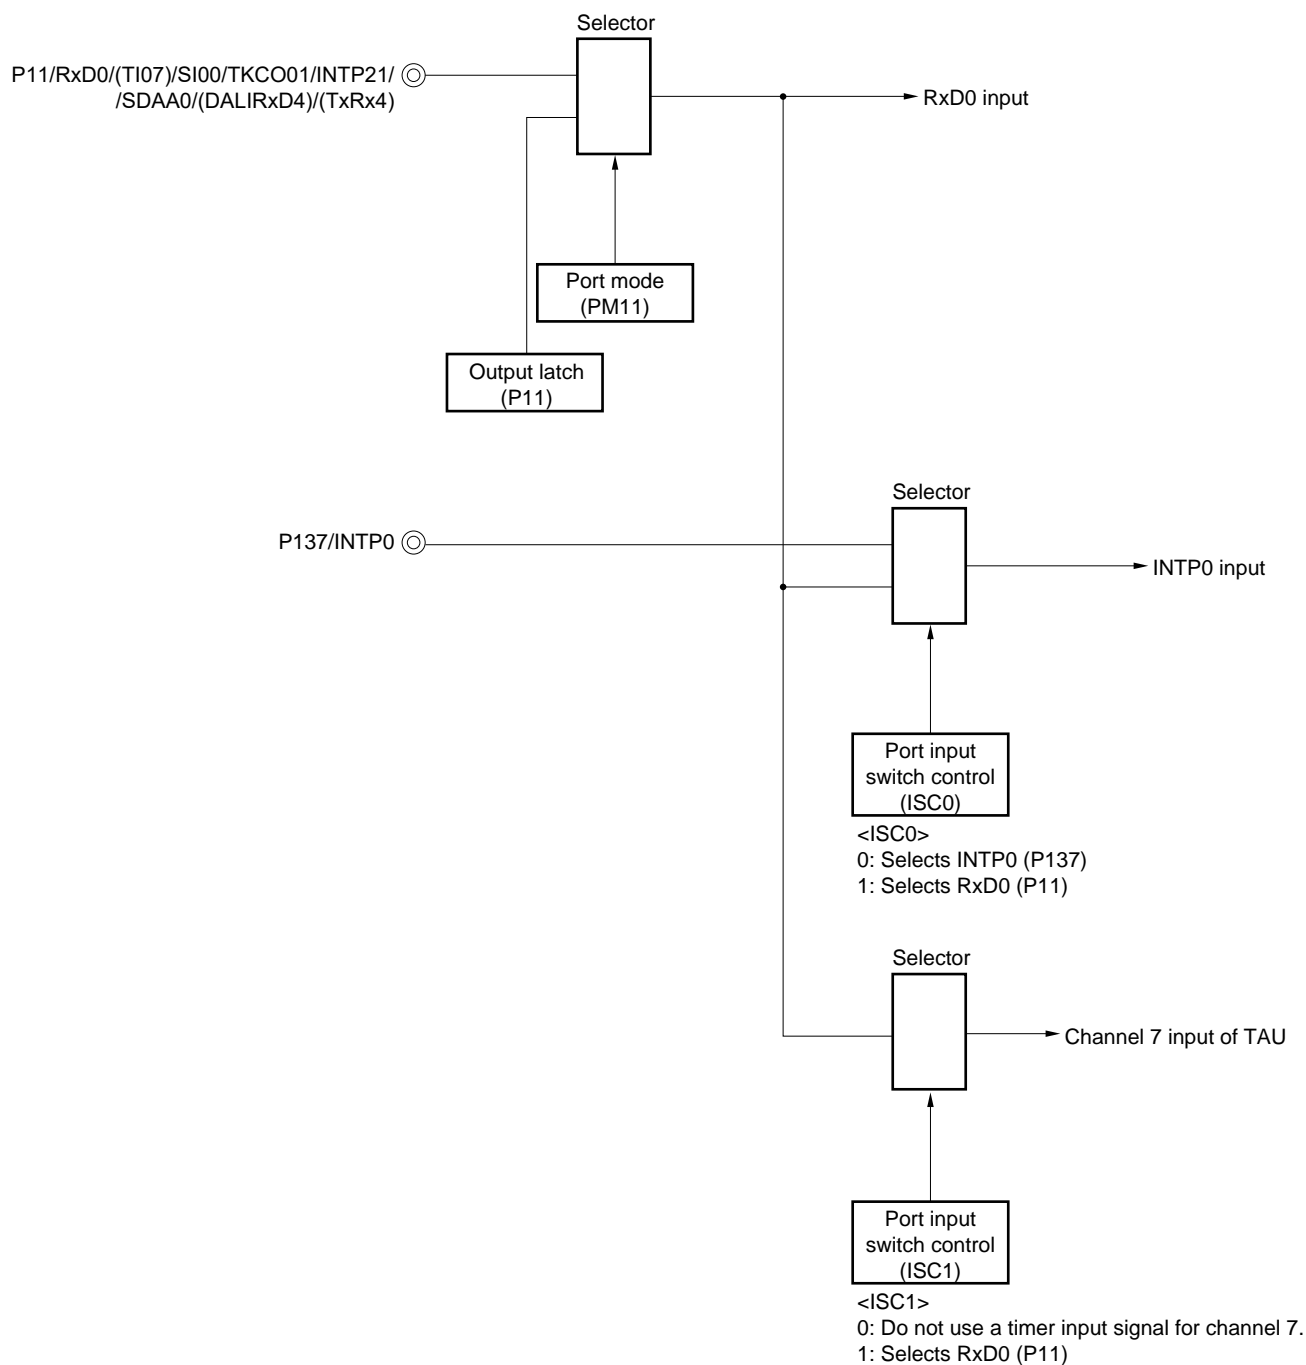 Selector
P11/RxD0/(TI07)/SI00/TKCO01/INTP21/
/SDAA0/(DALIRxD4)/(TxRx4)
RxD0 input
Port mode
(PM11)
Output latch
(P11)
Selector
P137/INTP0
INTP0 input
Port input
switch control
(ISC0)
<ISC0>
0: Selects INTP0 (P137)
1: Selects RxD0 (P11)
Selector
Channel 7 input of TAU
Port input
switch control
(ISC1)
<ISC1>
0: Do not use a timer input signal for channel 7.
1: Selects RxD0 (P11)